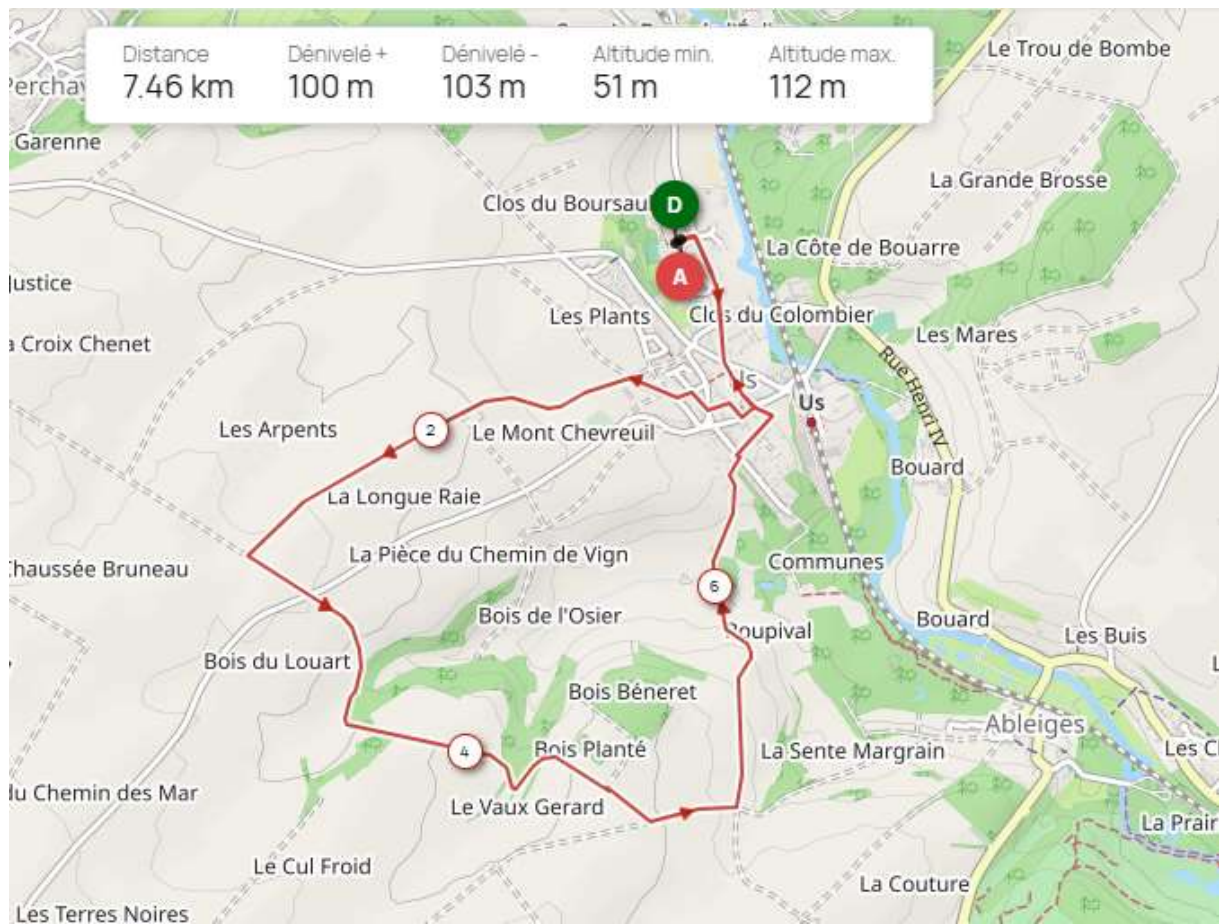 Distance Dénivelé + Dénivelé - Altitude min. Altitude max.
7.46 km 100 m 103 m 51 m 112 m
Le Trou de Bombe
Garenne
La Grande Brosse
Clos du Boursau
D
La Côte de Bouarre
A
Justice
Les Plants
Clos du Colombier
Les Mares
a Croix Chenet
Rue Henri IV
Us
Les Arpents
2
Le Mont Chevreuil
Bouard
La Longue Raie
La Pièce du Chemin de Vign
Communes
Chaussée Bruneau
6
Bois de l'Osier
Bouard
Roupival
Les Buis
Bois du Louart
Bois Béneret
Ableiges
4
Bois Planté
La Sente Margrain
Les C
du Chemin des Mar
Le Vaux Gerard
La Prair
Le Cul Froid
La Couture
Les Terres Noires